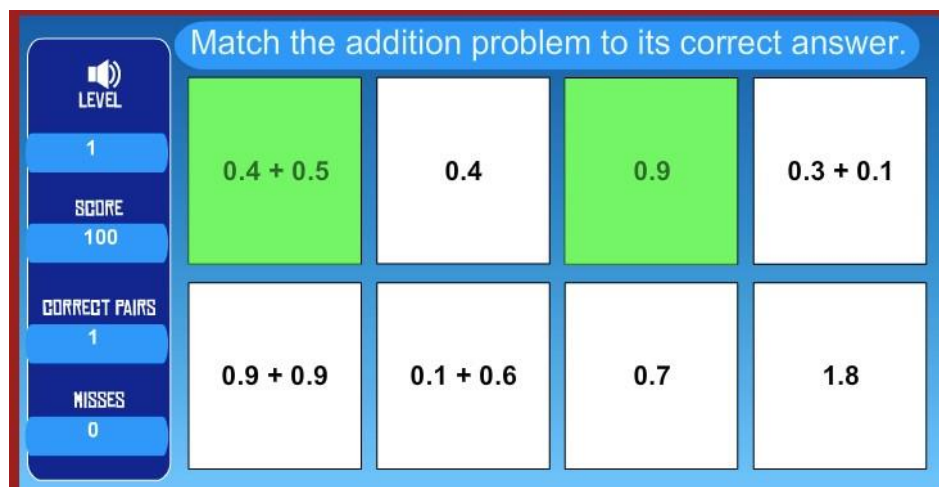 Match the addition problem to its correct answer.
LEVEL
1
SCORE
100
CORRECT PAIRS
1
MISSES
0
0.4 + 0.5
0.4
0.9
0.3 + 0.1
0.9 + 0.9
0.1 + 0.6
0.7
1.8